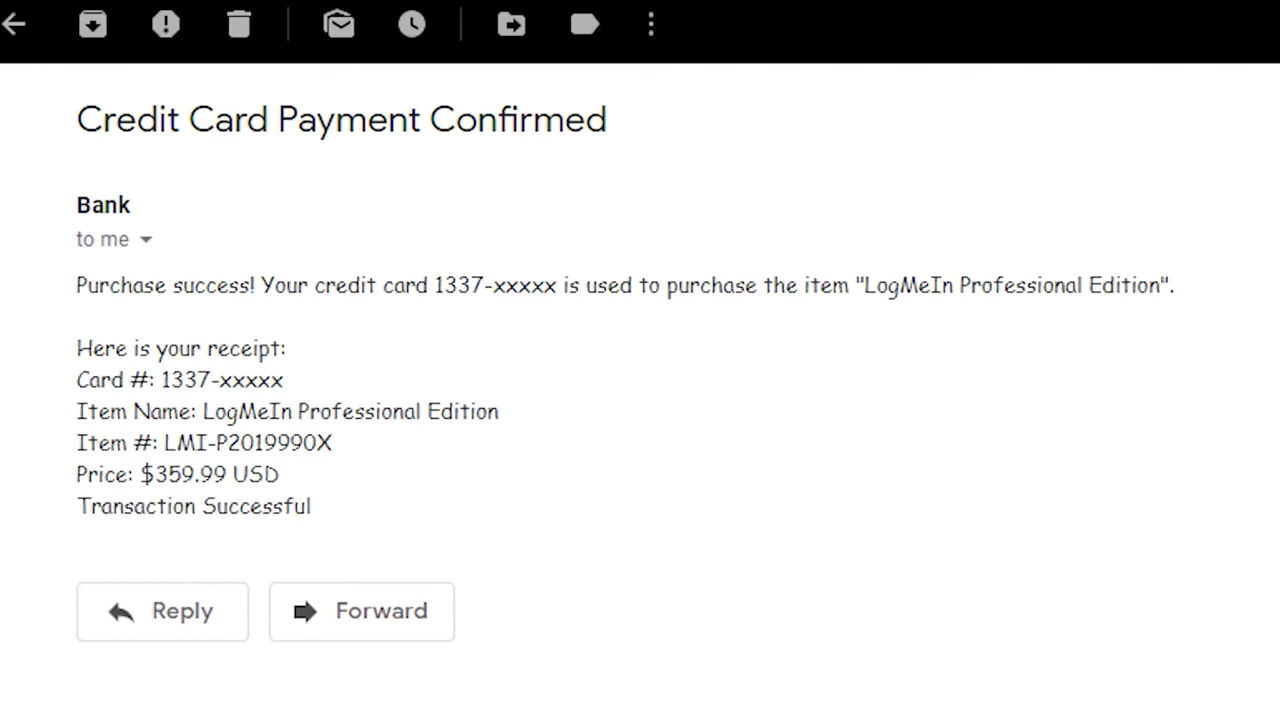 Credit Card Payment Confirmed
Bank
to me
Purchase success! Your credit card 1337-xxxxx is used to purchase the item "LogMeIn Professional Edition".
Here is your receipt:
Card #: 1337-xxxxx
Item Name: LogMeIn Professional Edition
Item #: LMI-P2019990X
Price: $359.99 USD
Transaction Successful
Reply
Forward